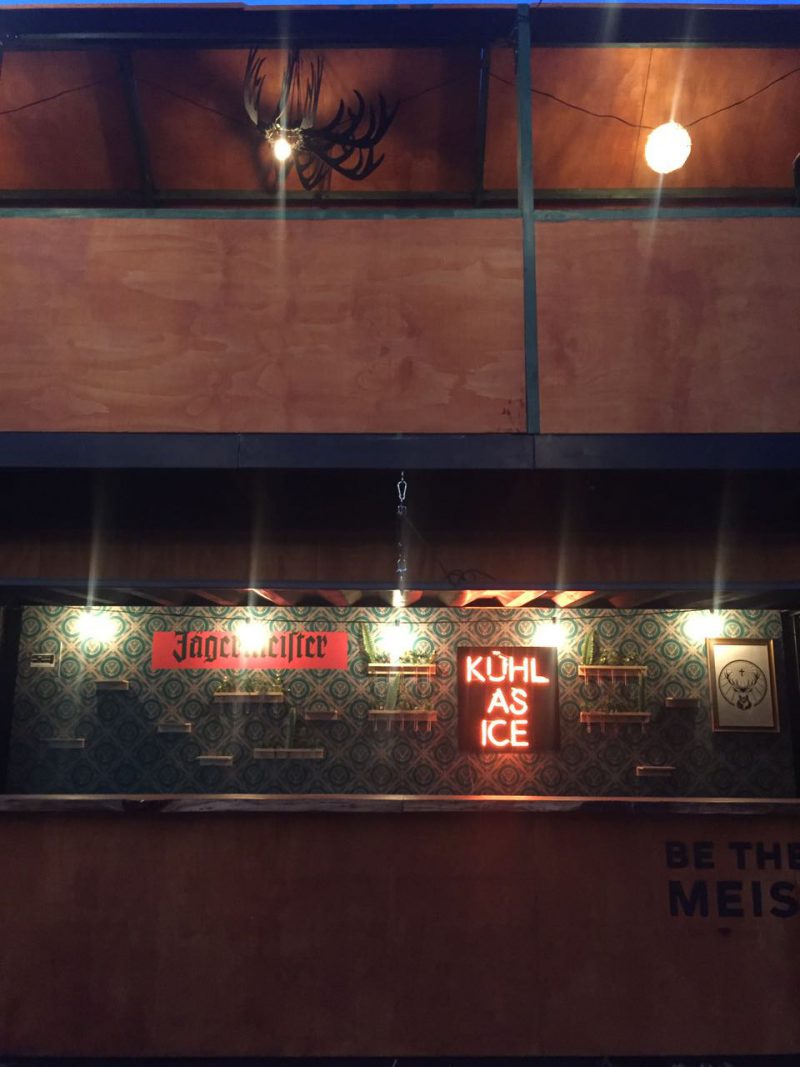 Jägermeister
KÜHL
AS
ICE
BE THE
MEIS